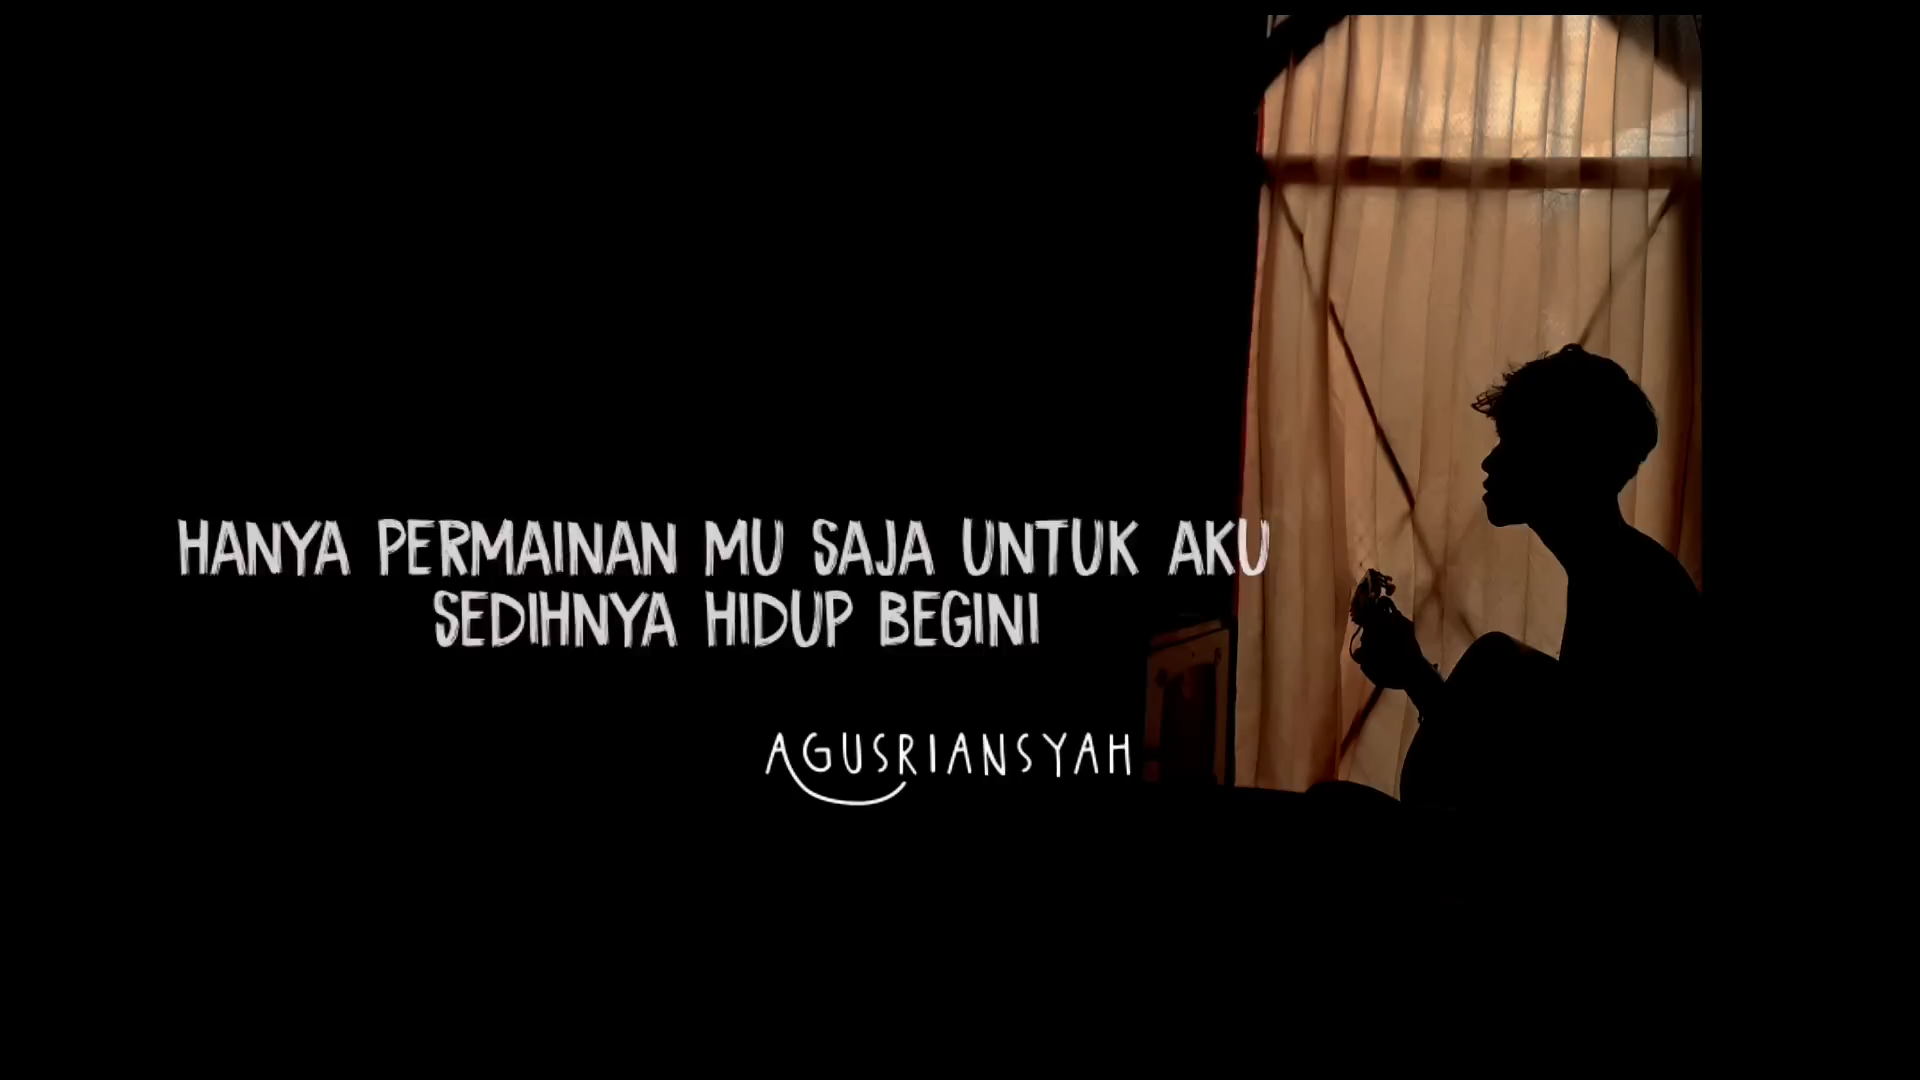 HANYA PERMAINAN MU SAJA UNTUK AKU
SEDIHNYA HIDUP BEGINI
AGUSRIANSYAH